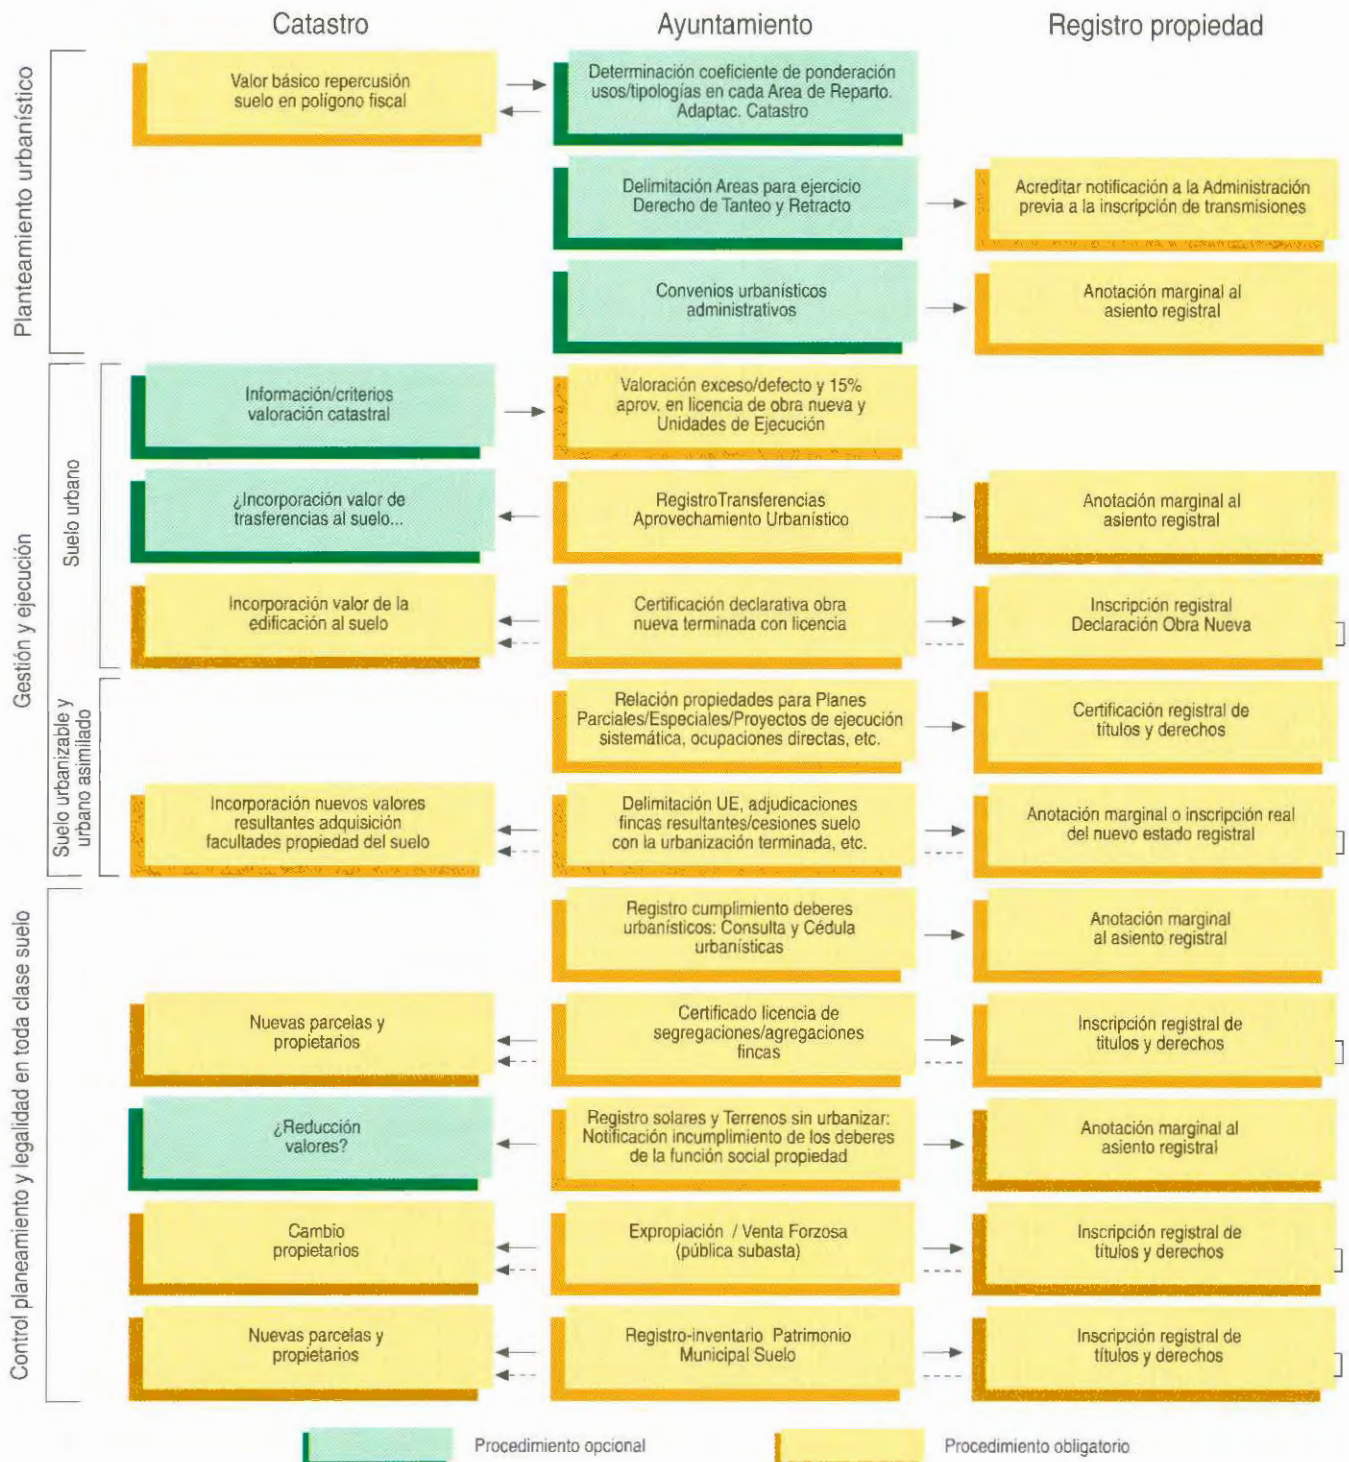 Catastro
Ayuntamiento
Registro propiedad
Planteamiento urbanístico
Valor básico repercusión
suelo en polígono fiscal
Determinación coeficiente de ponderación
usos/tipologías en cada Area de Reparto.
Adaptac. Catastro
Delimitación Areas para ejercicio
Derecho de Tanteo y Retracto
Acreditar notificación a la Administración
previa a la inscripción de transmisiones
Convenios urbanísticos
administrativos
Anotación marginal al
asiento registral
Gestión y ejecución
Suelo urbano
Información/criterios
valoración catastral
Valoración exceso/defecto y 15%
aprov. en licencia de obra nueva y
Unidades de Ejecución
¿Incorporación valor de
trasferencias al suelo...
RegistroTransferencias
Aprovechamiento Urbanístico
Anotación marginal al
asiento registral
Incorporación valor de la
edificación al suelo
Certificación declarativa obra
nueva terminada con licencia
Inscripción registral
Declaración Obra Nueva
Suelo urbanizable y
urbano asimilado
Relación propiedades para Planes
Parciales/Especiales/Proyectos de ejecución
sistemática, ocupaciones directas, etc.
Certificación registral de
títulos y derechos
Incorporación nuevos valores
resultantes adquisición
facultades propiedad del suelo
Delimitación UE, adjudicaciones
fincas resultantes/cesiones suelo
con la urbanización terminada, etc.
Anotación marginal o inscripción real
del nuevo estado registral
Control planeamiento y legalidad en toda clase suelo
Registro cumplimiento deberes
urbanísticos: Consulta y Cédula
urbanísticas
Anotación marginal
al asiento registral
Nuevas parcelas y
propietarios
Certificado licencia de
segregaciones/agregaciones
fincas
Inscripción registral de
titulos y derechos
¿Reducción
valores?
Registro solares y Terrenos sin urbanizar:
Notificación incumplimiento de los deberes
de la función social propiedad
Anotación marginal al
asiento registral
Cambio
propietarios
Expropiación / Venta Forzosa
(pública subasta)
Inscripción registral de
títulos y derechos
Nuevas parcelas y
propietarios
Registro-inventario Patrimonio
Municipal Suelo
Inscripción registral de
títulos y derechos
Procedimiento opcional
Procedimiento obligatorio